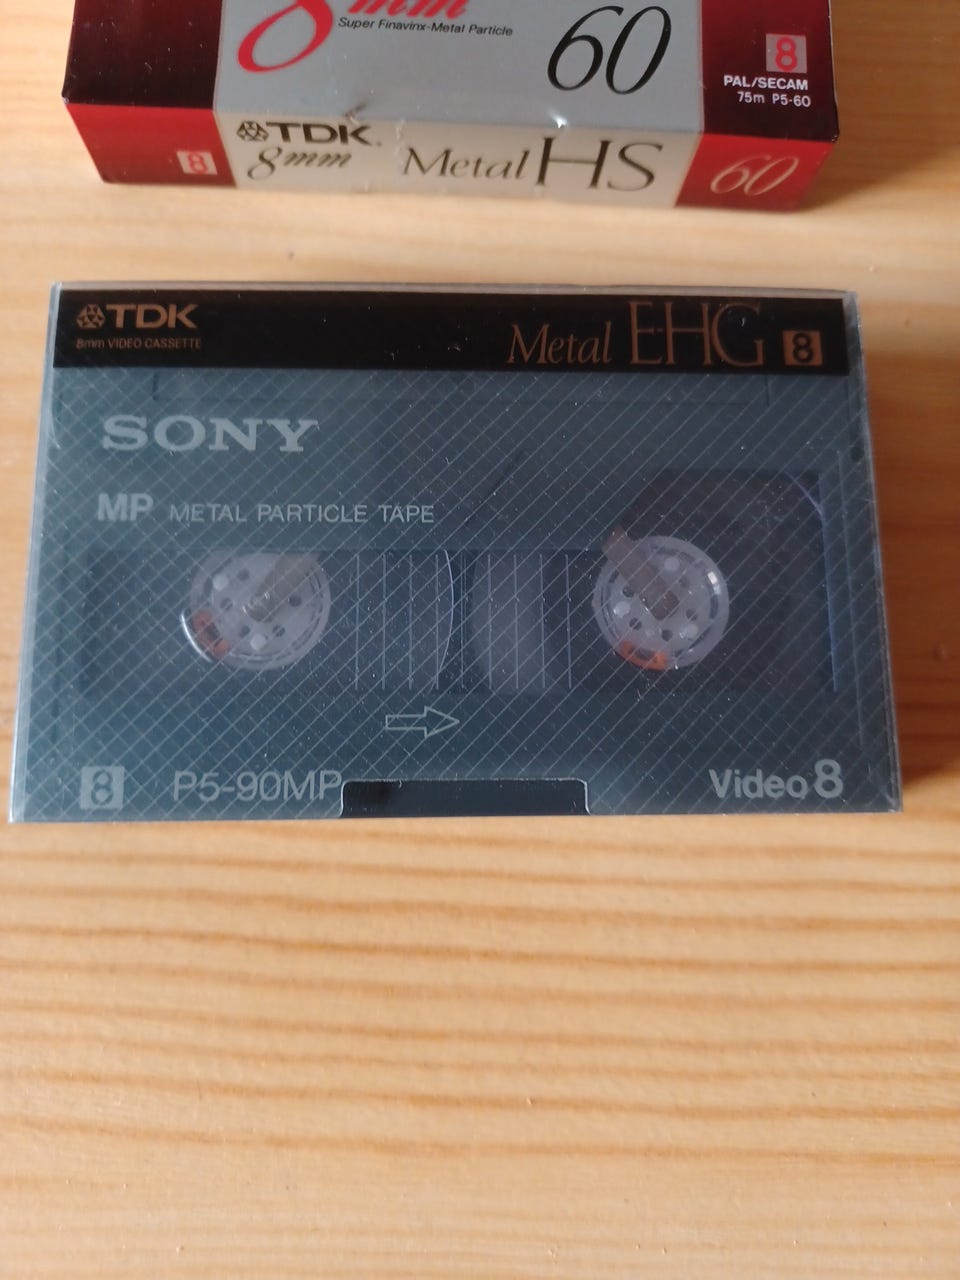 8mm
Super Finavinx-Metal Particle
60
8
PAL/SECAM
75m P5-60
8
TDK
8mm
Metal HS
60
TDK
8mm VIDEO CASSETTE
Metal E-HG 8
SONY
MP METAL PARTICLE TAPE
8 P5-90MP
Video 8